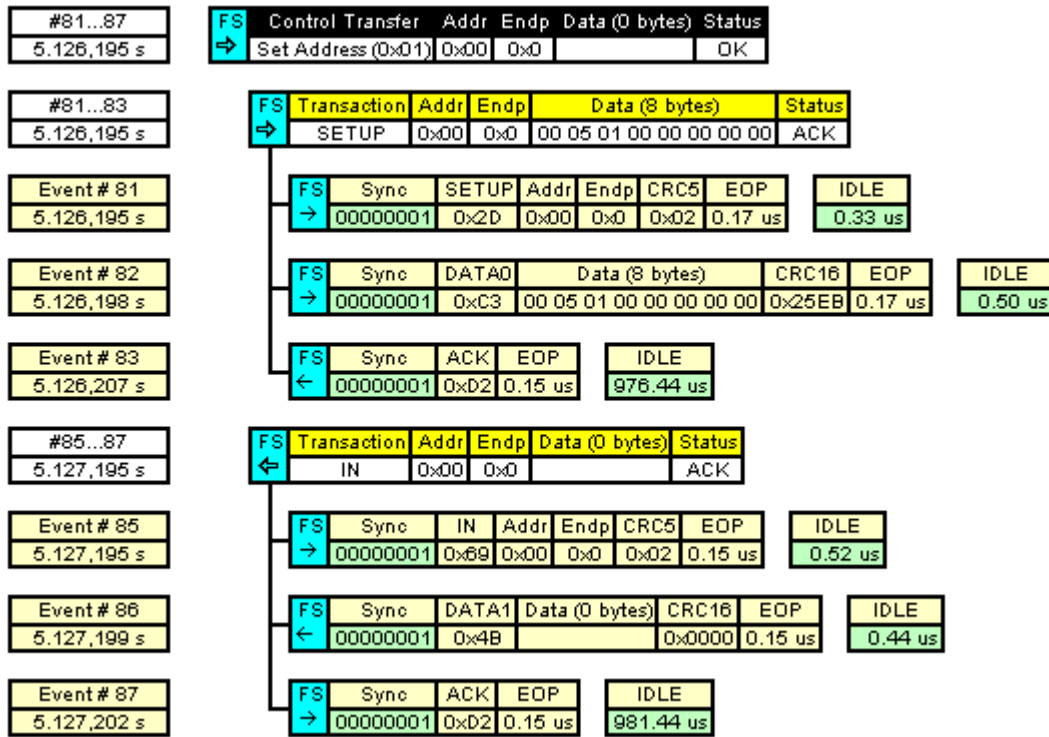 #81...87 FS Control Transfer Addr Endp Data (0 bytes) Status
5.126,195 s ⇨ Set Address (0x01) 0x00 0x0 OK
#81...83 FS Transaction Addr Endp Data (8 bytes) Status
5.126,195 s ⇨ SETUP 0x00 0x0 00 05 01 00 00 00 00 00 ACK
Event # 81 FS Sync SETUP Addr Endp CRC5 EOP IDLE
5.126,195 s → 00000001 0x2D 0x00 0x0 0x02 0.17 us 0.33 us
Event # 82 FS Sync DATA0 Data (8 bytes) CRC16 EOP IDLE
5.126,198 s → 00000001 0xC3 00 05 01 00 00 00 00 00 0x25EB 0.17 us 0.50 us
Event # 83 FS Sync ACK EOP IDLE
5.126,207 s ← 00000001 0xD2 0.15 us 976.44 us
#85...87 FS Transaction Addr Endp Data (0 bytes) Status
5.127,195 s ⇦ IN 0x00 0x0 ACK
Event # 85 FS Sync IN Addr Endp CRC5 EOP IDLE
5.127,195 s → 00000001 0x69 0x00 0x0 0x02 0.15 us 0.52 us
Event # 86 FS Sync DATA1 Data (0 bytes) CRC16 EOP IDLE
5.127,199 s ← 00000001 0x4B 0x0000 0.15 us 0.44 us
Event # 87 FS Sync ACK EOP IDLE
5.127,202 s → 00000001 0xD2 0.15 us 981.44 us